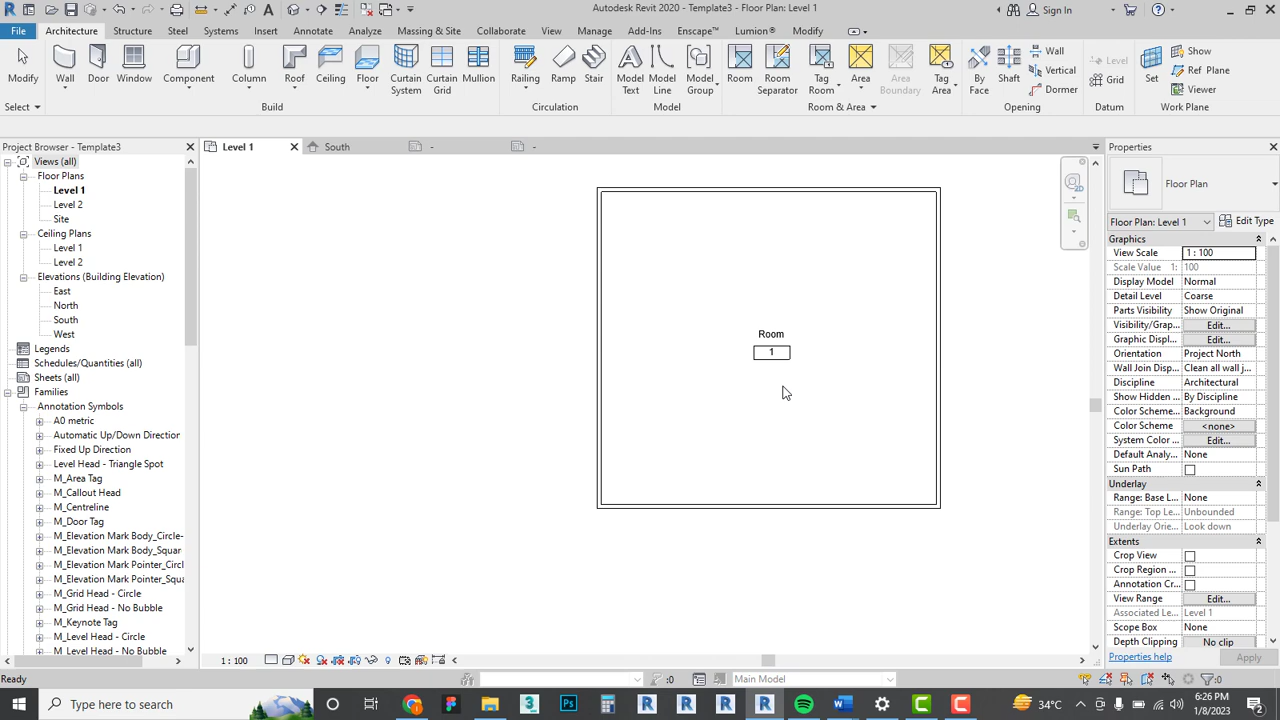 Autodesk Revit 2020 - Template3 - Floor Plan: Level 1
Sign In
File Architecture Structure Steel Systems Insert Annotate Analyze Massing & Site Collaborate View Manage Add-Ins Enscape™ Lumion® Modify
Modify Wall Door Window Component Column Roof Ceiling Floor Curtain System Curtain Grid Mullion Railing Ramp Stair Model Text Model Line Model Group Room Room Separator Tag Room Area Area Boundary Tag Area By Face Shaft Wall Vertical Dormer Level Grid Set Show Ref Plane Viewer
Select Build Circulation Model Room & Area Opening Datum Work Plane
Project Browser - Template3
Level 1
South
-
-
Properties
Views (all)
Floor Plans
Level 1
Level 2
Site
Ceiling Plans
Level 1
Level 2
Elevations (Building Elevation)
East
North
South
West
Legends
Schedules/Quantities (all)
Sheets (all)
Families
Annotation Symbols
A0 metric
Automatic Up/Down Direction
Fixed Up Direction
Level Head - Triangle Spot
M_Area Tag
M_Callout Head
M_Centreline
M_Door Tag
M_Elevation Mark Body_Circle-
M_Elevation Mark Body_Squar
M_Elevation Mark Pointer_Circl
M_Elevation Mark Pointer_Squa
M_Grid Head - Circle
M_Grid Head - No Bubble
M_Keynote Tag
M_Level Head - Circle
M_Level Head - No Bubble
Room
1
2D
Floor Plan
Floor Plan: Level 1 Edit Type
Graphics
View Scale 1 : 100
Scale Value 1: 100
Display Model Normal
Detail Level Coarse
Parts Visibility Show Original
Visibility/Grap... Edit...
Graphic Displ... Edit...
Orientation Project North
Wall Join Disp... Clean all wall j...
Discipline Architectural
Show Hidden ... By Discipline
Color Scheme... Background
Color Scheme <none>
System Color ... Edit...
Default Analy... None
Sun Path
Underlay
Range: Base L... None
Range: Top Le... Unbounded
Underlay Orie... Look down
Extents
Crop View
Crop Region ...
Annotation Cr...
View Range Edit...
Associated Le... Level 1
Scope Box None
Depth Clipping No clip
Properties help Apply
1 : 100
Ready
:0
Main Model
:0
Type here to search
34°C
6:26 PM
1/8/2023